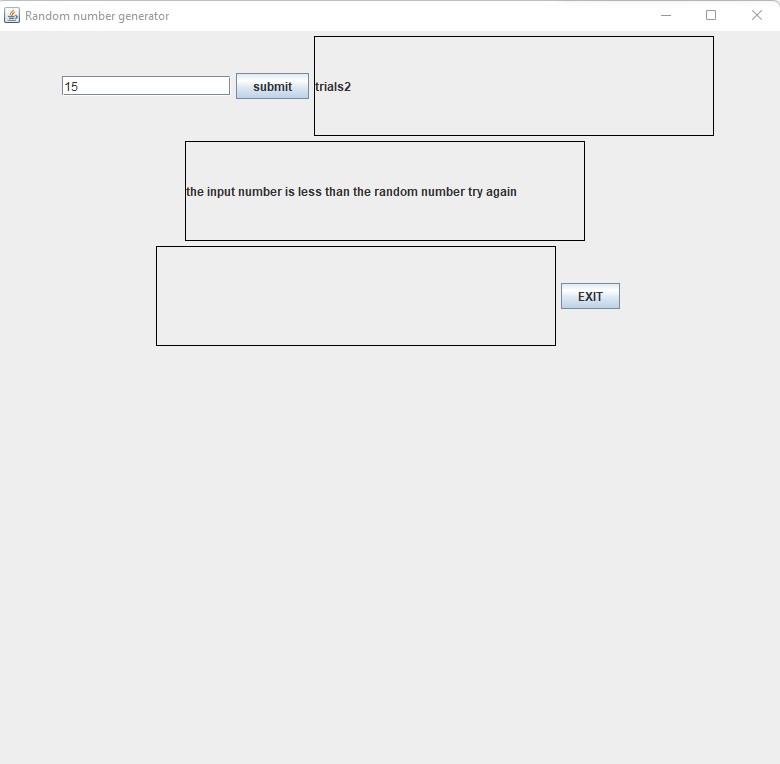 Random number generator
15 submit trials2
the input number is less than the random number try again
EXIT